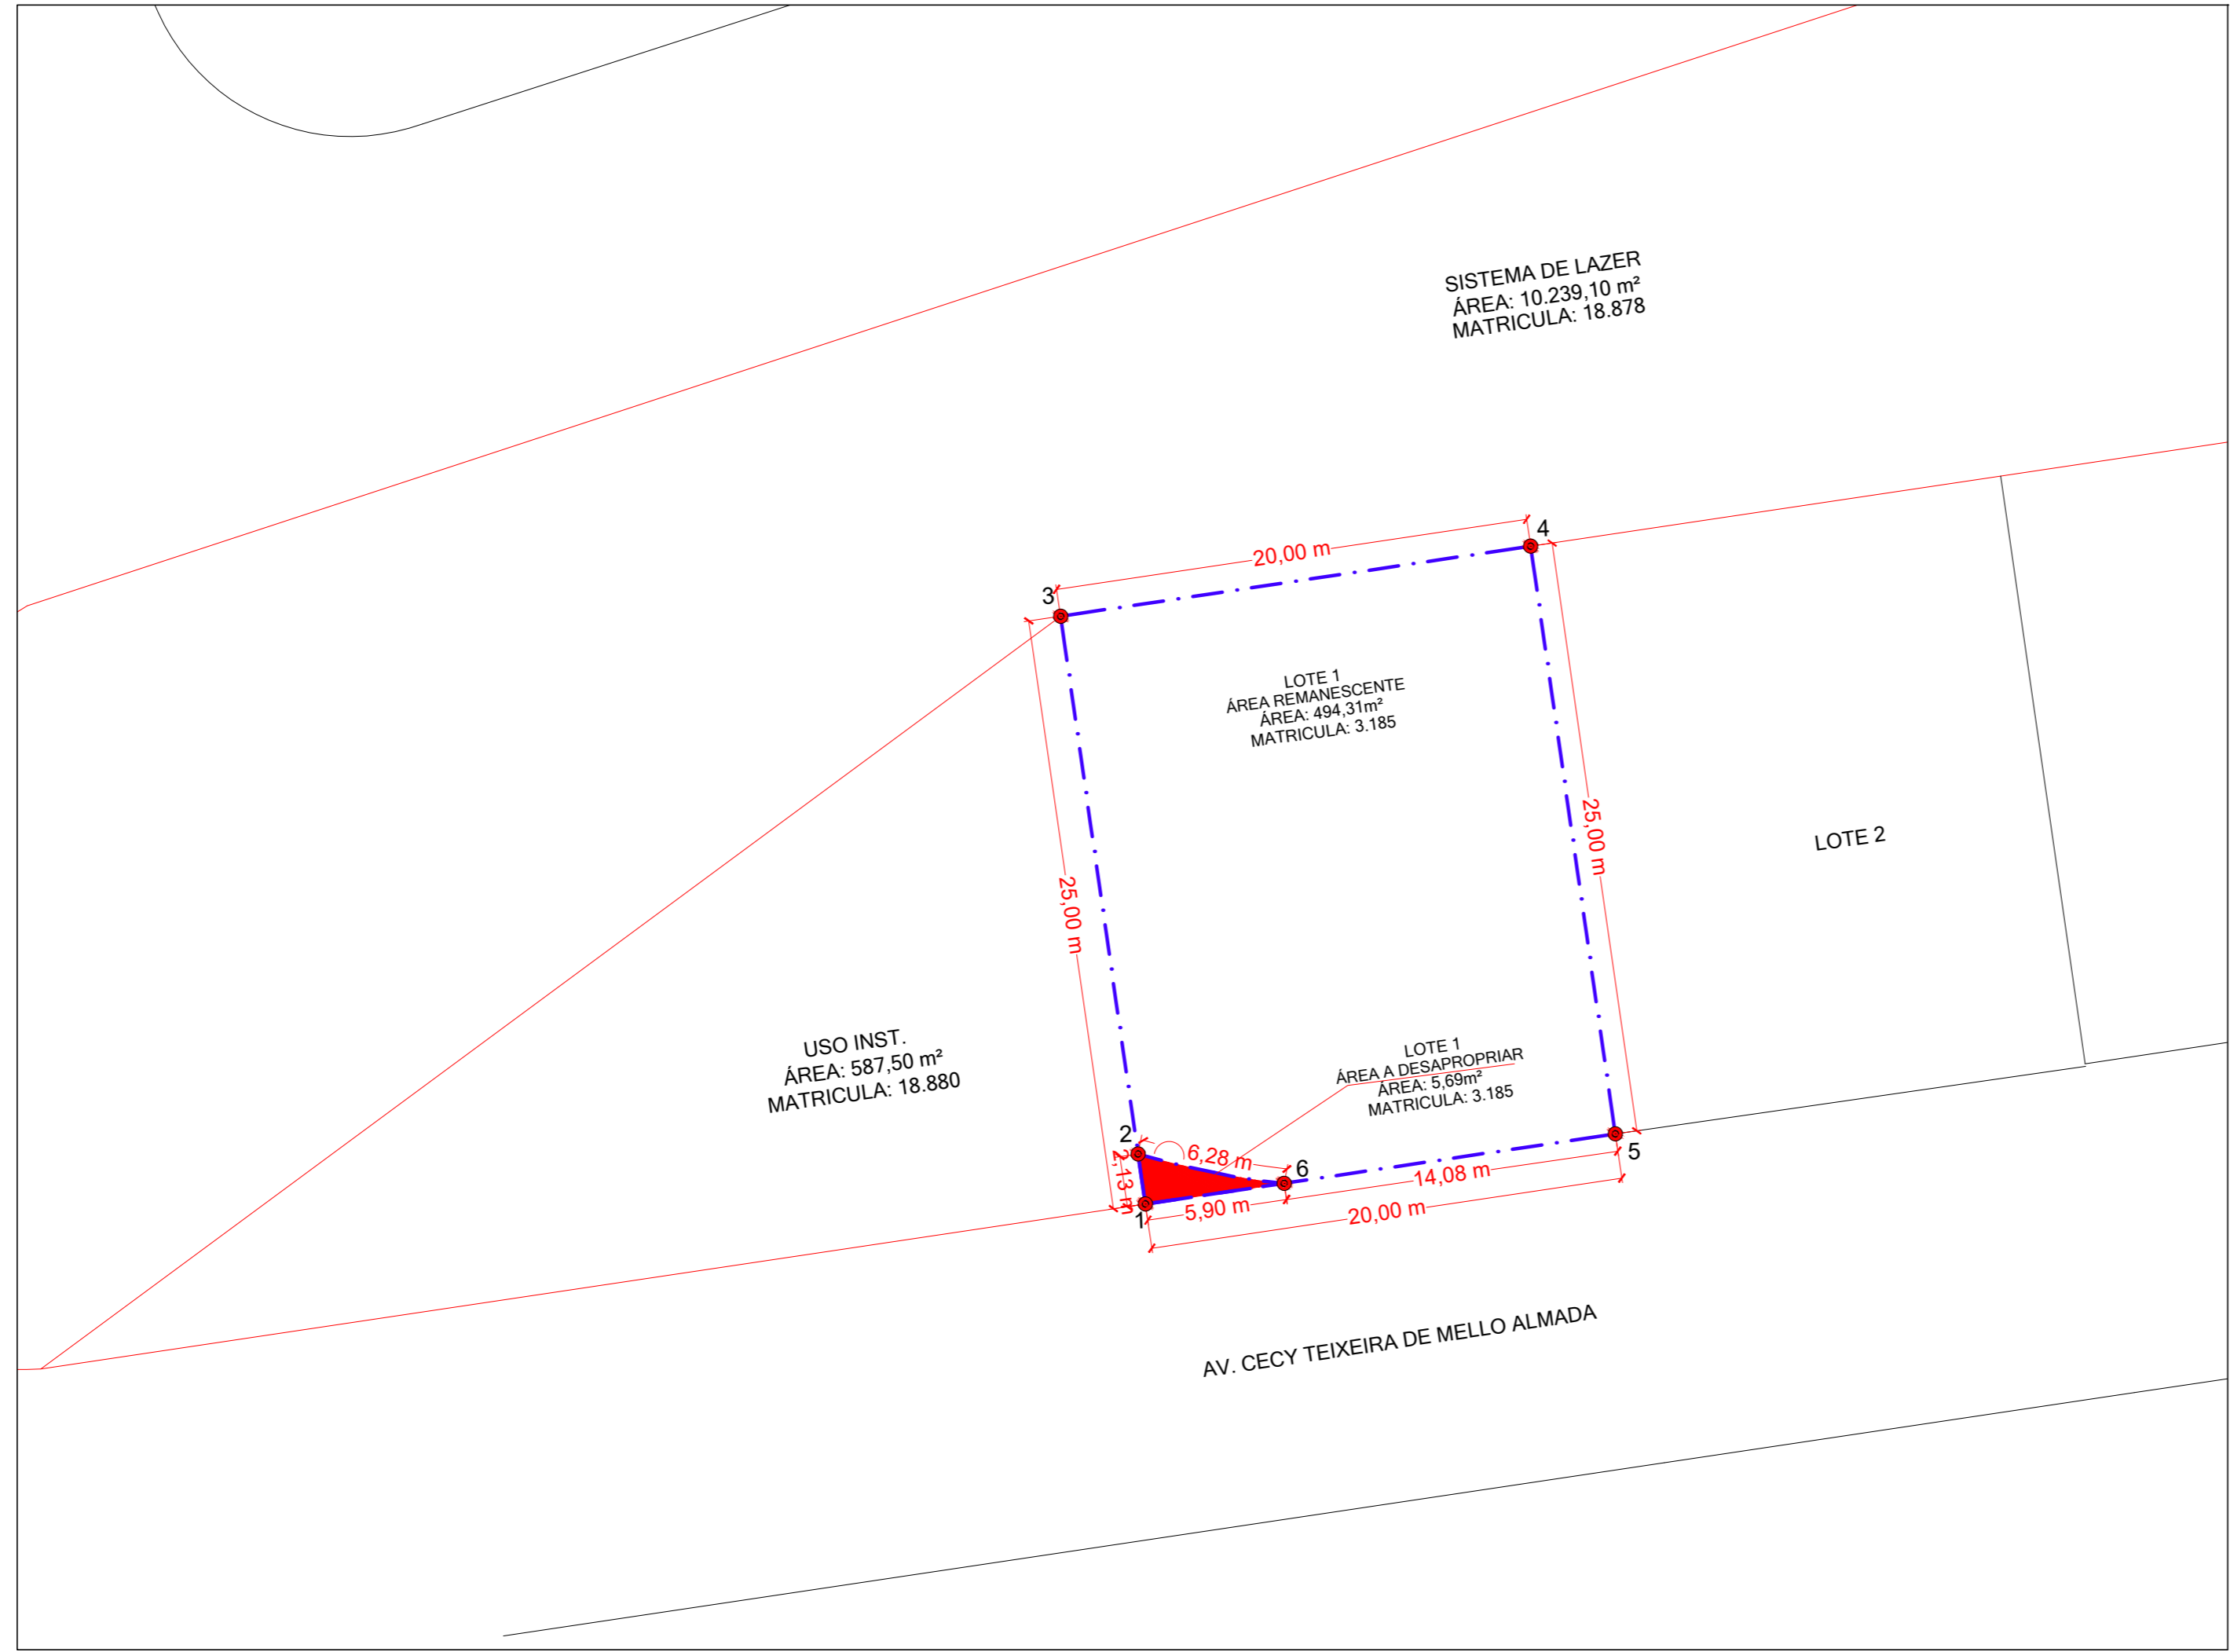 SISTEMA DE LAZER
ÁREA: 10.239,10 m²
MATRICULA: 18.878
4
20,00 m
3
LOTE 1
ÁREA REMANESCENTE
ÁREA: 494,31m²
MATRICULA: 3.185
25,00 m
25,00 m
LOTE 2
USO INST.
ÁREA: 587,50 m²
MATRICULA: 18.880
LOTE 1
ÁREA A DESAPROPRIAR
ÁREA: 5,69m²
MATRICULA: 3.185
2
6,28 m
2,13 m
6
5
14,08 m
5,90 m
1
20,00 m
AV. CECY TEIXEIRA DE MELLO ALMADA